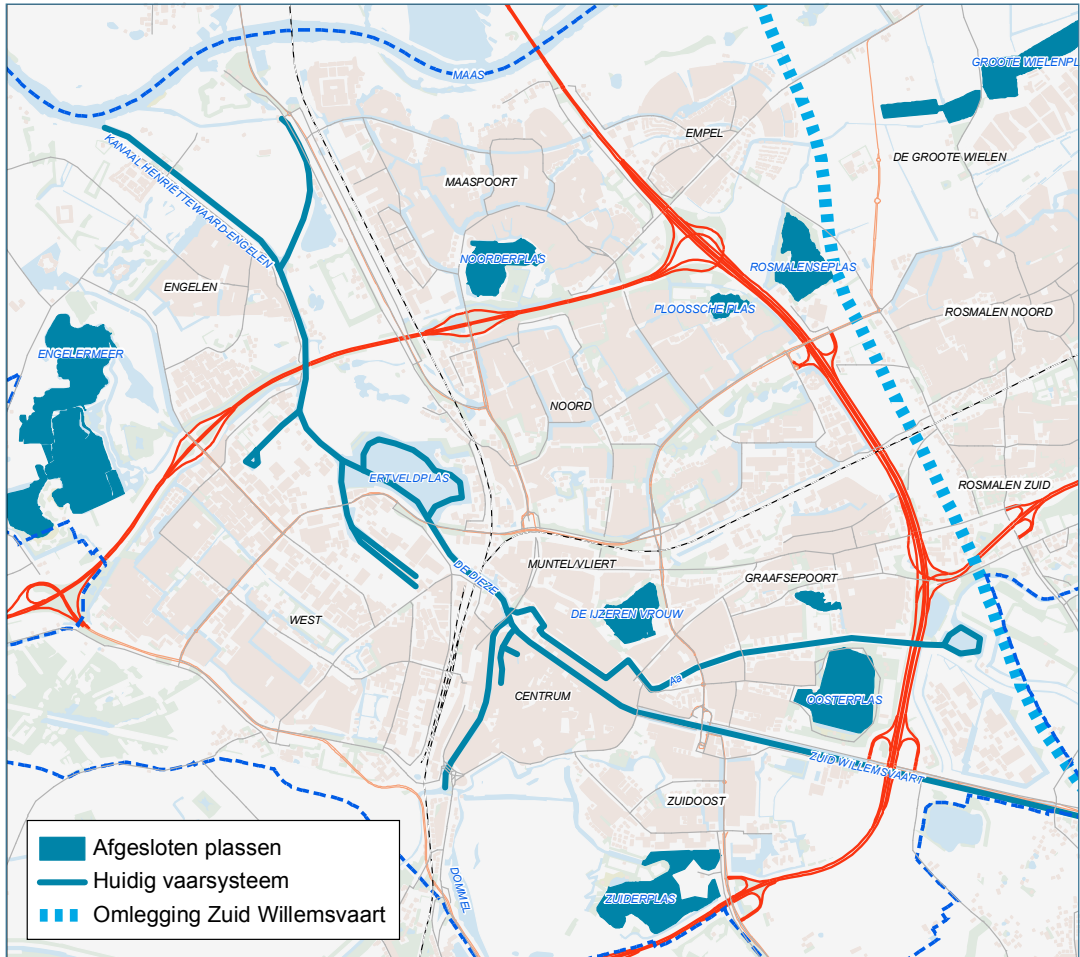 GROOTE WIELENPL
MAAS
EMPEL
KANAAL HENRIËTTEWAARD-ENGELEN
DE GROOTE WIELEN
MAASPOORT
NOORDERPLAS
ROSMALENSEPLAS
ENGELEN
PLOOSSCHE PLAS
ROSMALEN NOORD
ENGELERMEER
NOORD
ERTVELDPLAS
ROSMALEN ZUID
MUNTEL/VLIERT
DE DIEZE
GRAAFSEPOORT
DE IJZEREN VROUW
WEST
Aa
CENTRUM
OOSTERPLAS
ZUID WILLEMSVAART
ZUIDOOST
DOMMEL
ZUIDERPLAS
Afgesloten plassen
Huidig vaarsysteem
Omlegging Zuid Willemsvaart